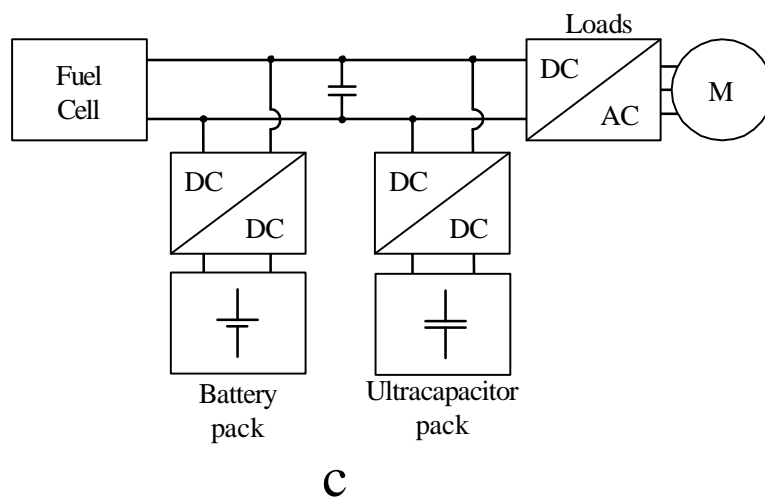 Loads
Fuel
Cell
DC
AC
M
DC
DC
DC
DC
Battery
pack
Ultracapacitor
pack
c